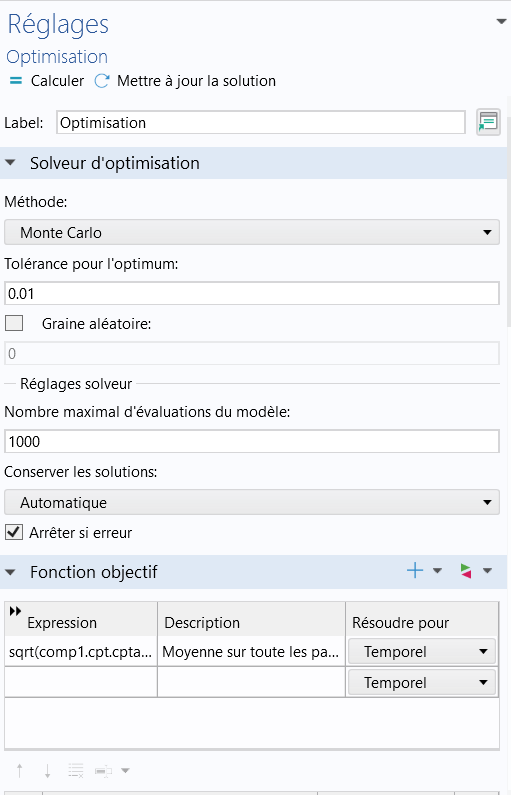 Réglages
Optimisation
Calculer Mettre à jour la solution
Label: Optimisation
Solveur d'optimisation
Méthode:
Monte Carlo
Tolérance pour l'optimum:
0.01
Graine aléatoire:
0
Réglages solveur
Nombre maximal d'évaluations du modèle:
1000
Conserver les solutions:
Automatique
Arrêter si erreur
Fonction objectif
Expression Description Résoudre pour
sqrt(comp1.cpt.cpta... Moyenne sur toute les pa... Temporel
Temporel